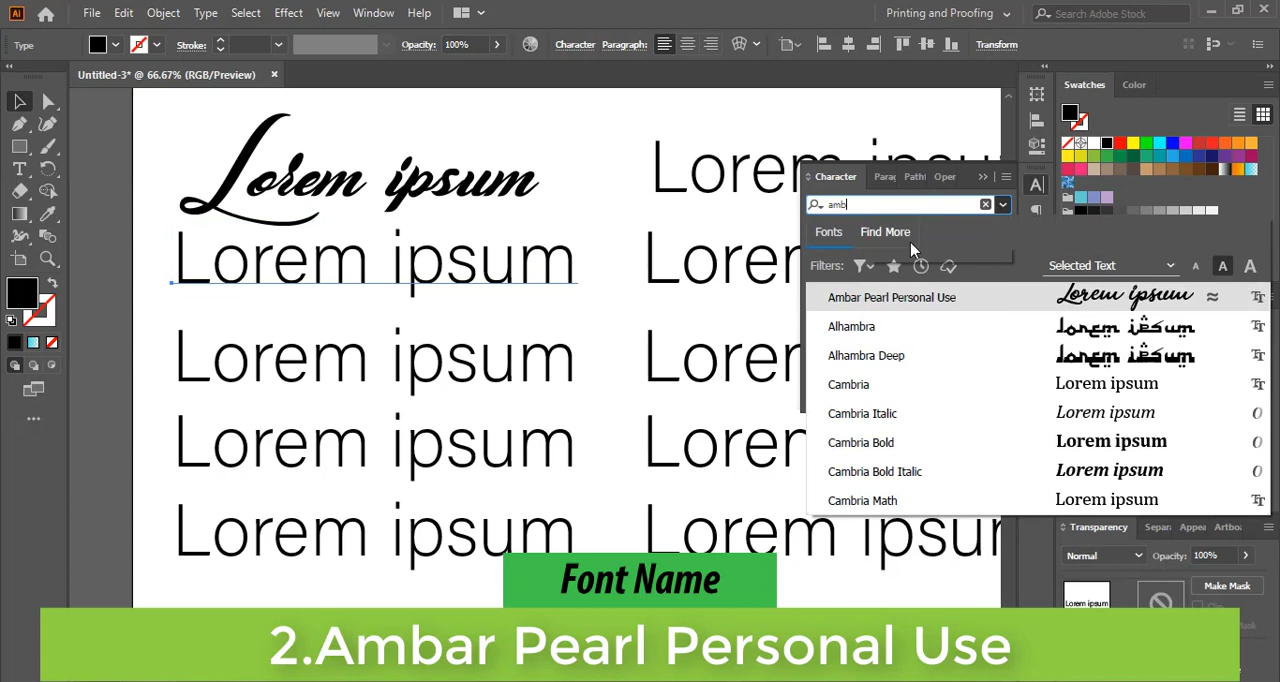 Ai File Edit Object Type Select Effect View Window Help Printing and Proofing Search Adobe Stock
Type Stroke: Opacity: 100% Character Paragraph: Transform
Untitled-3* @ 66.67% (RGB/Preview)
Swatches Color
Lorem ipsum
Lorem ipsum
Lorem ipsum
Lorem ipsum
Lorem ipsum
Lorem ipsu
Lorem
Lorem
Lorem
Lorem ipsum
Character Para Path Oper
amb
Fonts Find More
Filters: Selected Text A A A
Ambar Pearl Personal Use Lorem ipsum
Alhambra lorem ipsum
Alhambra Deep lorem ipsum
Cambria Lorem ipsum
Cambria Italic Lorem ipsum
Cambria Bold Lorem ipsum
Cambria Bold Italic Lorem ipsum
Cambria Math Lorem ipsum
Transparency Separ Appea Artbo
Normal Opacity: 100%
Lorem ipsum Make Mask
Font Name
2.Ambar Pearl Personal Use